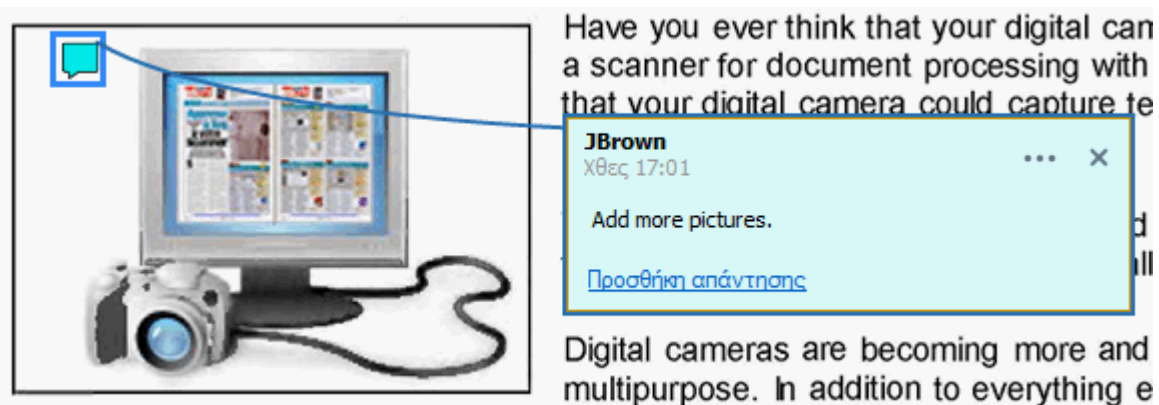 Have you ever think that your digital cam
a scanner for document processing with
that your digital camera could capture te
JBrown
Χθες 17:01
Add more pictures.
Προσθήκη απάντησης
Digital cameras are becoming more and
multipurpose. In addition to everything e